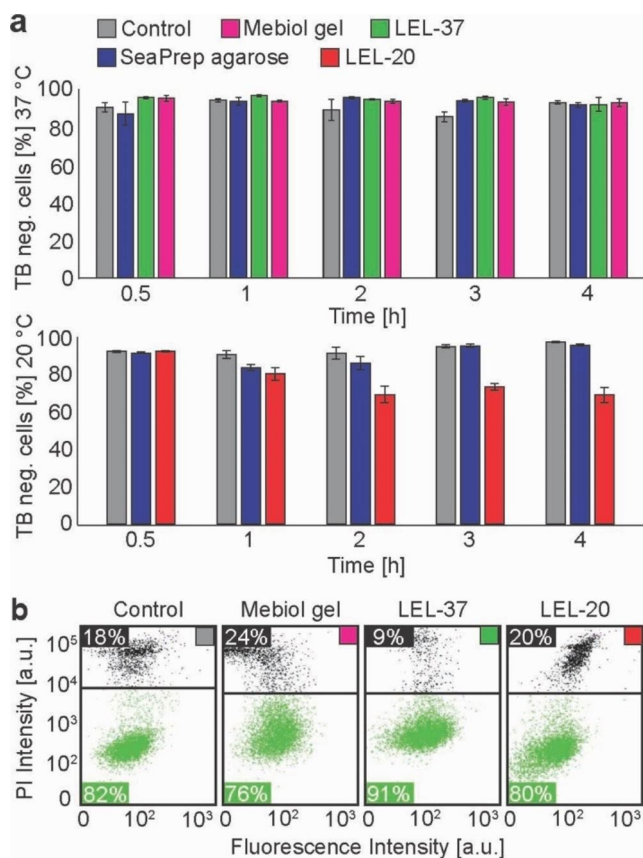 a
Control Mebiol gel LEL-37
SeaPrep agarose LEL-20
TB neg. cells [%] 37 °C
100
80
60
40
20
0
0.5 1 2 3 4
Time [h]
TB neg. cells [%] 20 °C
100
80
60
40
20
0
0.5 1 2 3 4
Time [h]
b
Control Mebiol gel LEL-37 LEL-20
PI Intensity [a.u.]
10⁵
10⁴
10³
10²
0
18% 24% 9% 20%
82% 76% 91% 80%
0 10² 10³ 0 10² 10³ 0 10² 10³ 0 10² 10³
Fluorescence Intensity [a.u.]